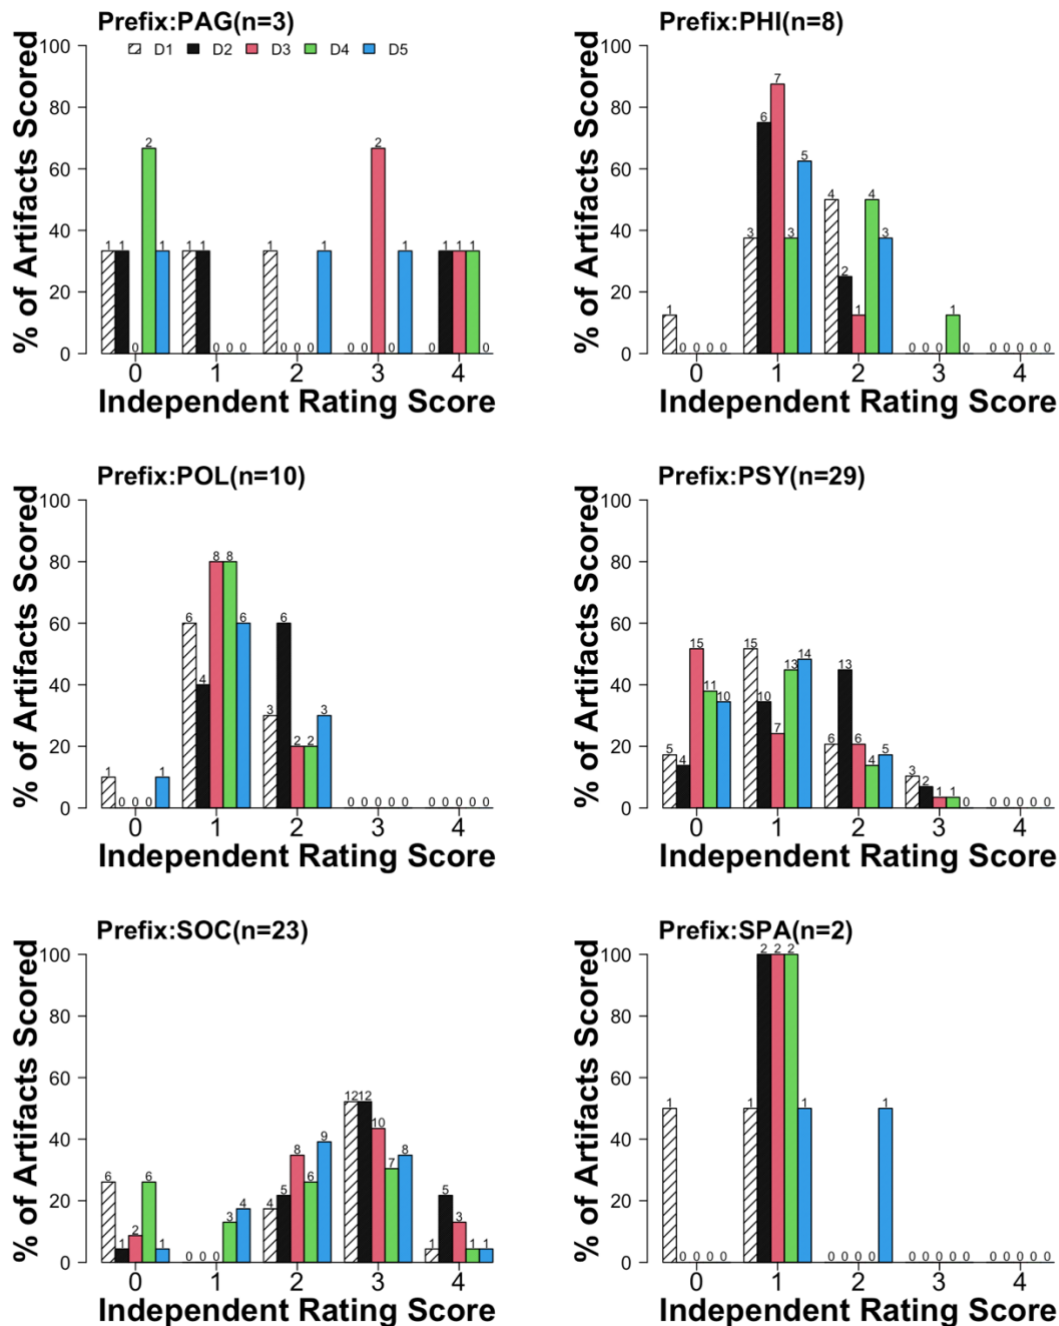 Prefix:PAG(n=3)
% of Artifacts Scored
100
80
60
40
20
0
D1 D2 D3 D4 D5
1 1 0 2 1
1 1 0 0 0
1 0 0 0 1
0 0 2 0 1
0 1 1 1 0
0 1 2 3 4
Independent Rating Score
Prefix:PHI(n=8)
% of Artifacts Scored
100
80
60
40
20
0
1 0 0 0 0
3 6 7 3 5
4 2 1 4 3
0 0 0 1 0
0 0 0 0 0
0 1 2 3 4
Independent Rating Score
Prefix:POL(n=10)
% of Artifacts Scored
100
80
60
40
20
0
1 0 0 0 1
6 4 8 8 6
3 6 2 2 3
0 0 0 0 0
0 0 0 0 0
0 1 2 3 4
Independent Rating Score
Prefix:PSY(n=29)
% of Artifacts Scored
100
80
60
40
20
0
5 4 15 11 10
15 10 7 13 14
6 13 6 4 5
3 2 1 1 0
0 0 0 0 0
0 1 2 3 4
Independent Rating Score
Prefix:SOC(n=23)
% of Artifacts Scored
100
80
60
40
20
0
6 1 2 6 1
0 0 0 3 4
4 5 8 6 9
12 12 10 7 8
1 5 3 1 1
0 1 2 3 4
Independent Rating Score
Prefix:SPA(n=2)
% of Artifacts Scored
100
80
60
40
20
0
1 0 0 0 0
1 2 2 2 1
0 0 0 0 1
0 0 0 0 0
0 0 0 0 0
0 1 2 3 4
Independent Rating Score